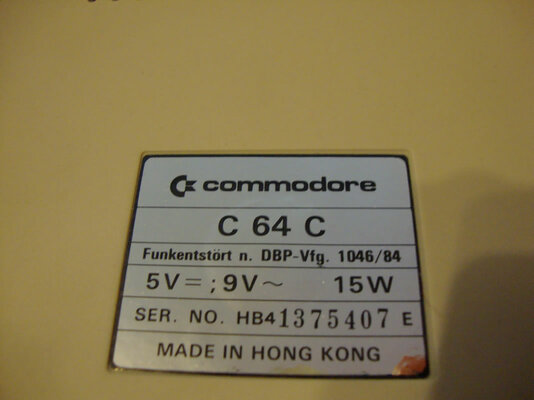 commodore
C 64 C
Funkentstört n. DBP-Vfg. 1046/84
5V= ; 9V~ 15W
SER. NO. HB41375407 E
MADE IN HONG KONG